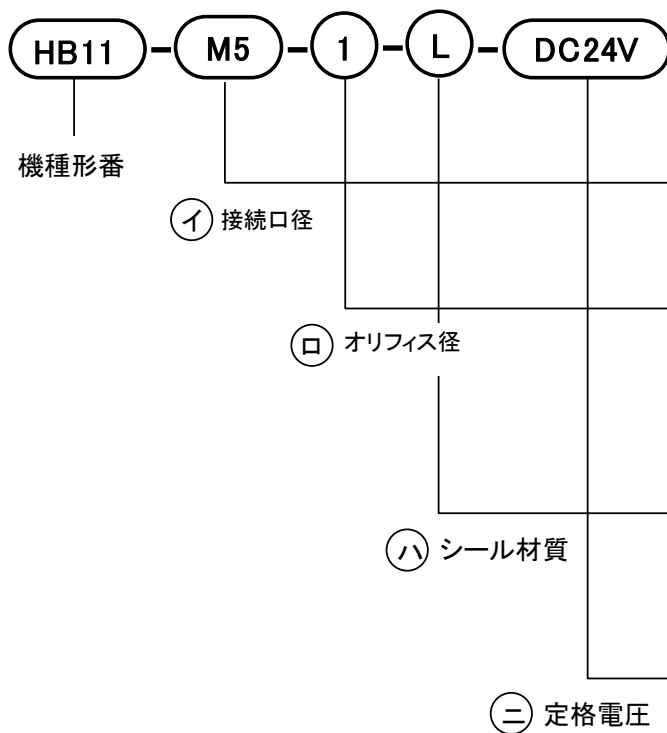 HB11-M5-1-L-DC24V
機種形番
イ 接続口径
ロ オリフィス径
ハ シール材質
ニ 定格電圧